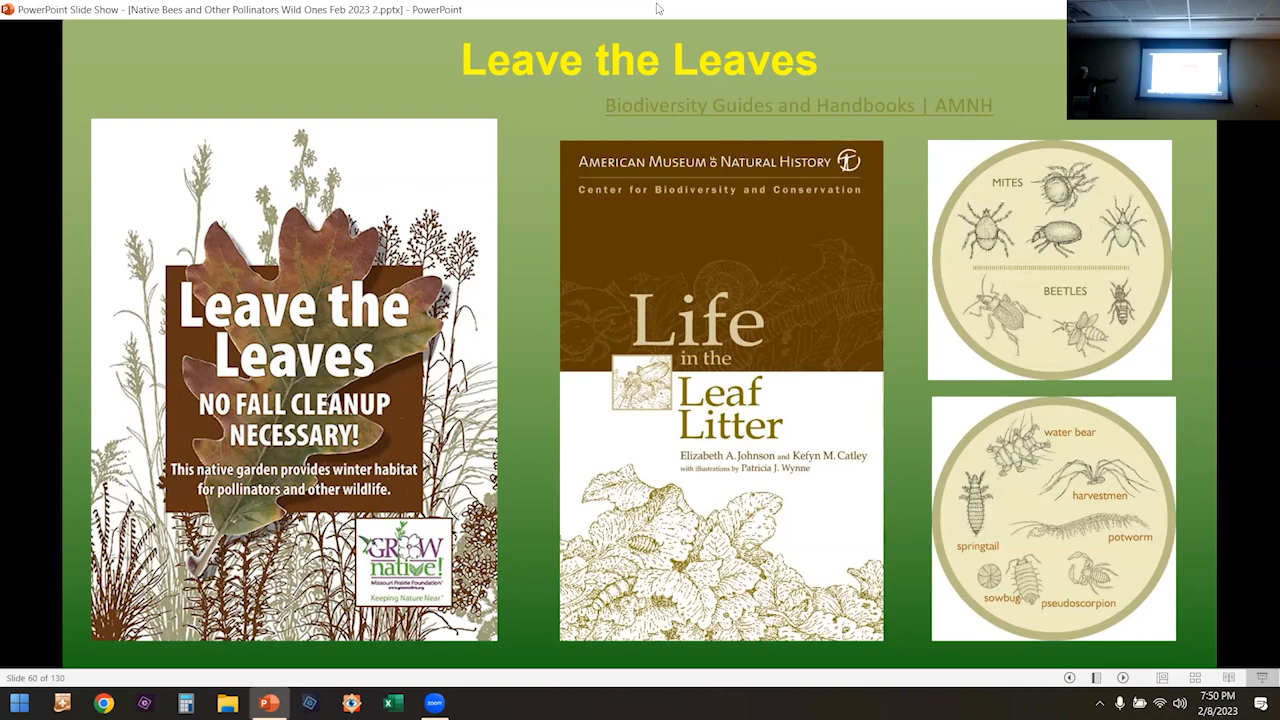 PowerPoint Slide Show - [Native Bees and Other Pollinators Wild Ones Feb 2023 2.pptx] - PowerPoint
Leave the Leaves
Biodiversity Guides and Handbooks | AMNH
Leave the
Leaves
NO FALL CLEANUP
NECESSARY!
This native garden provides winter habitat
for pollinators and other wildlife.
GROW
native!
Missouri Prairie Foundation
www.grownative.org
Keeping Nature Near
AMERICAN MUSEUM OF NATURAL HISTORY
Center for Biodiversity and Conservation
Life
in the
Leaf
Litter
Elizabeth A. Johnson and Kefyn M. Catley
with illustrations by Patricia J. Wynne
MITES
BEETLES
water bear
harvestmen
springtail
potworm
sowbug
pseudoscorpion
Slide 60 of 130
zoom
7:50 PM
2/8/2023